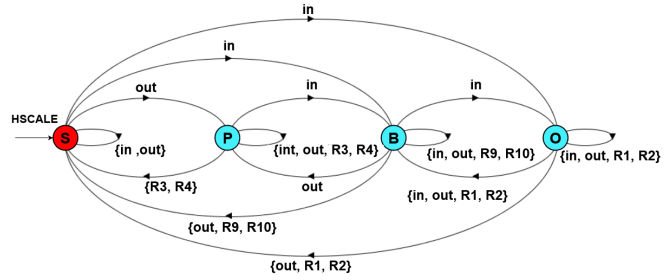 in
in
out
in
in
HSCALE
S
P
B
O
{in ,out}
{int, out, R3, R4}
{in, out, R9, R10}
{in, out, R1, R2}
{R3, R4}
out
{in, out, R1, R2}
{out, R9, R10}
{out, R1, R2}